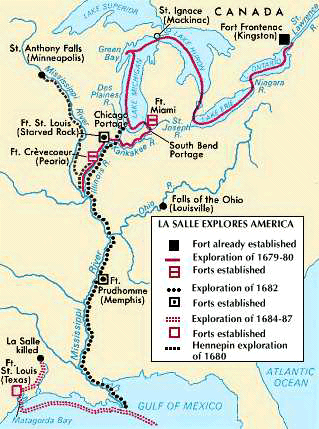 LAKE SUPERIOR
St. Ignace
(Mackinac)
CANADA
St.
Lawrence
R.
Fort Frontenac
(Kingston)
St. Anthony Falls
(Minneapolis)
Green
Bay
LAKE HURON
LAKE
ONTARIO
Mississippi
River
LAKE MICHIGAN
Niagara
R.
Des
Plaines
R.
LAKE ERIE
Ft.
Miami
Ft. St. Louis
(Starved Rock)
Chicago
Portage
St.
Joseph
R.
Ft. Crèvecoeur
(Peoria)
Kankakee R.
South Bend
Portage
Illinois R.
Ohio R.
Falls of the Ohio
(Louisville)
LA SALLE EXPLORES AMERICA
Fort already established
Exploration of 1679-80
Forts established
Exploration of 1682
Forts established
Exploration of 1684-87
Forts established
Hennepin exploration
of 1680
Mississippi
River
Ft.
Prudhomme
(Memphis)
La Salle
killed
Ft.
St. Louis
(Texas)
Matagorda Bay
GULF OF MEXICO
ATLANTIC
OCEAN